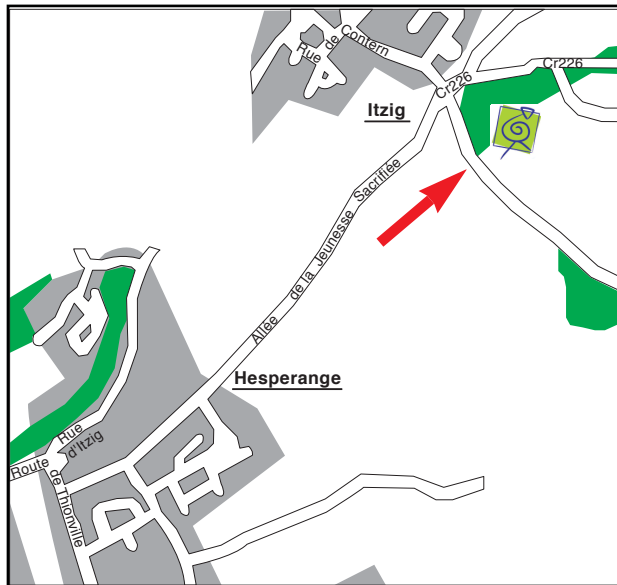 Rue de Contern
Cr226
Cr226
Itzig
Allée de la Jeunesse Sacrifiée
Hesperange
Rue d'Itzig
Route de Thionville